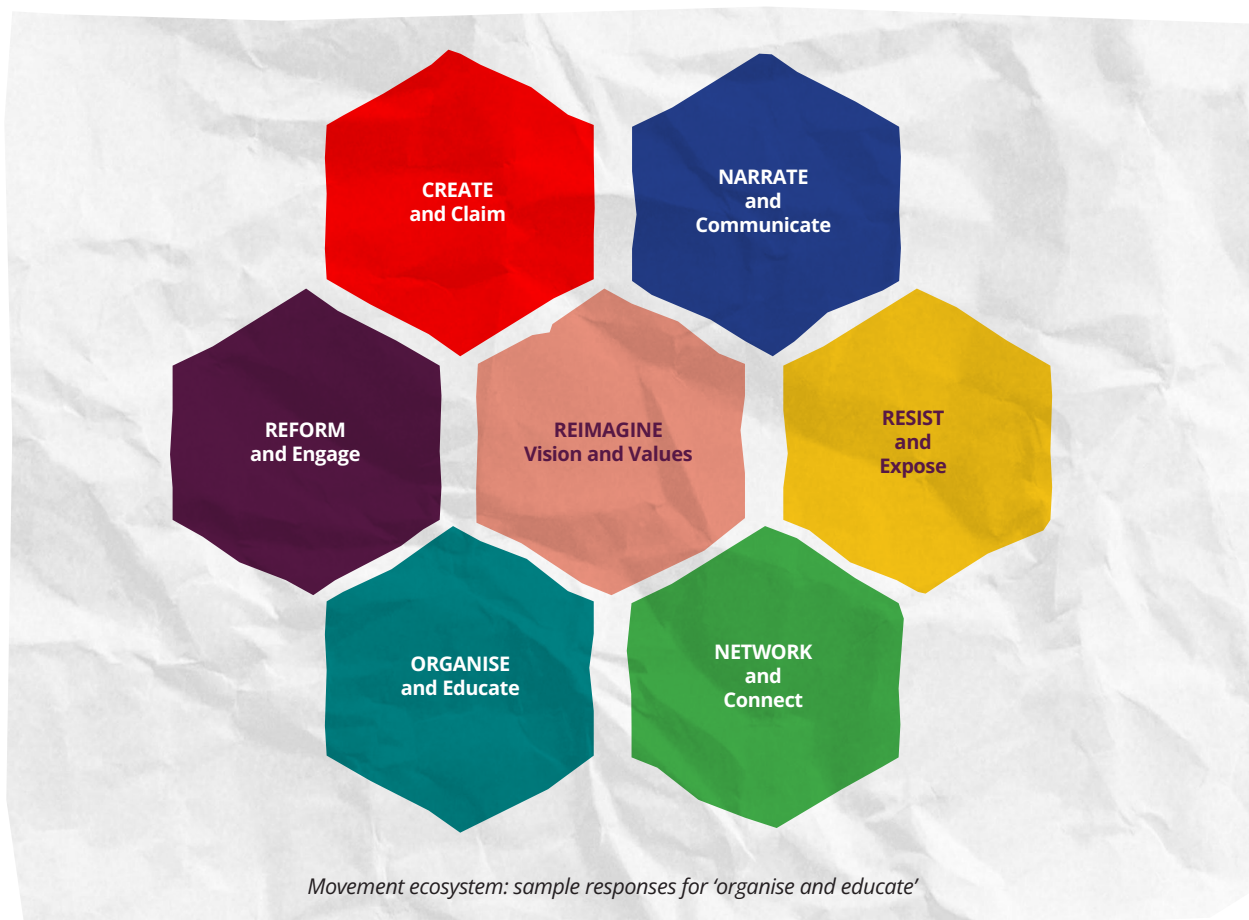 CREATE
and Claim
NARRATE
and
Communicate
REFORM
and Engage
REIMAGINE
Vision and Values
RESIST
and
Expose
ORGANISE
and Educate
NETWORK
and
Connect
Movement ecosystem: sample responses for ‘organise and educate’